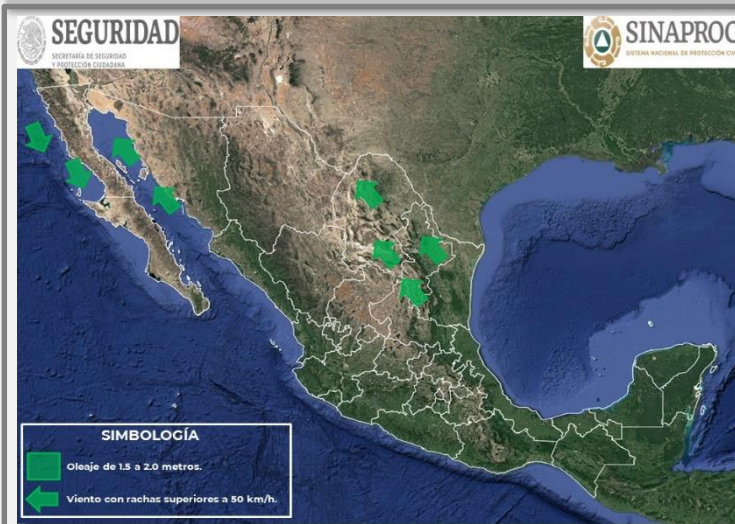 SEGURIDAD
SECRETARÍA DE SEGURIDAD
Y PROTECCIÓN CIUDADANA
SINAPROC
SISTEMA NACIONAL DE PROTECCIÓN CIV
SIMBOLOGÍA
Oleaje de 1.5 a 2.0 metros.
Viento con rachas superiores a 50 km/h.